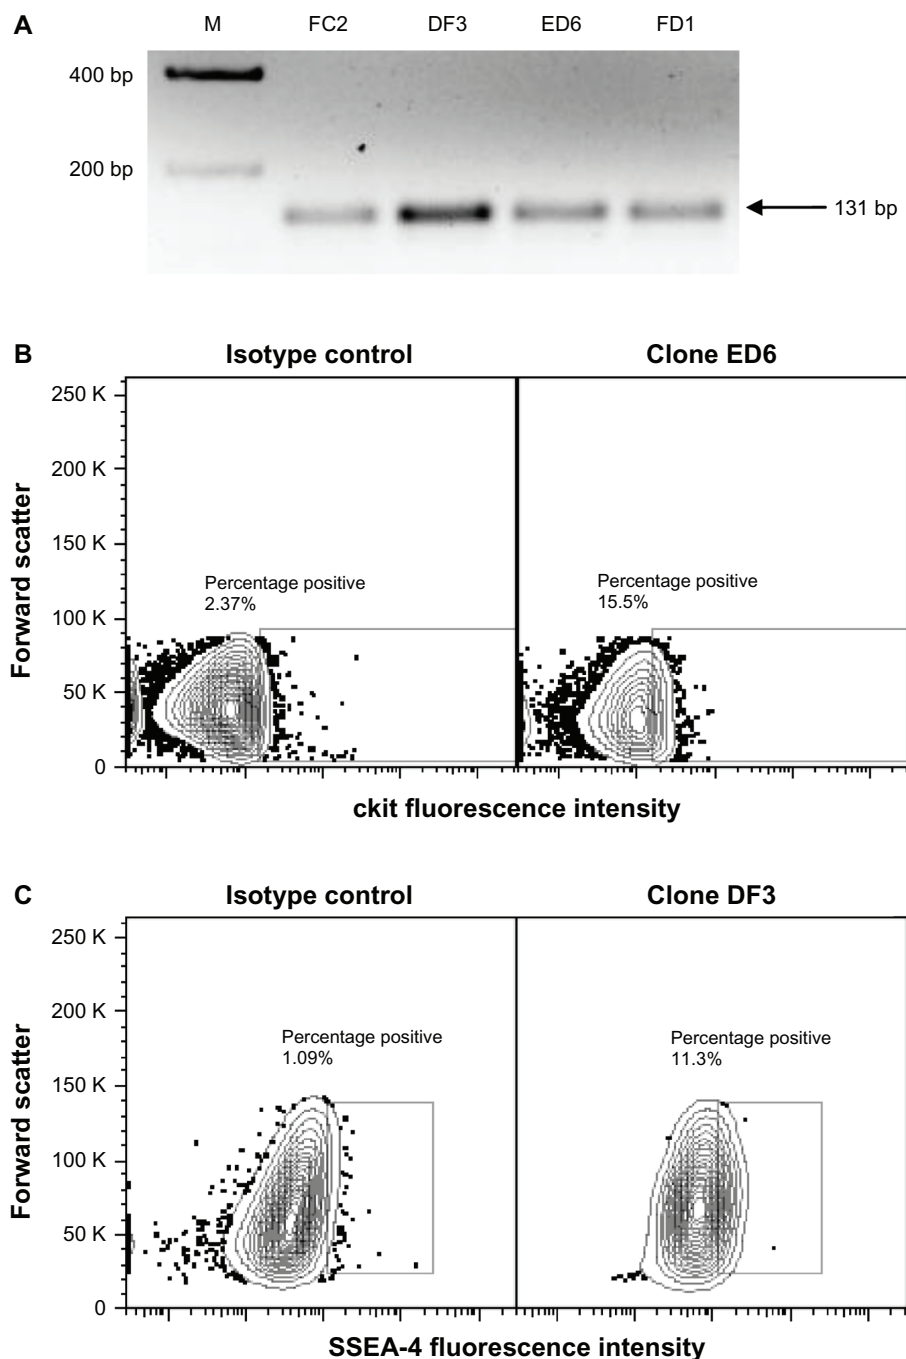 A
M FC2 DF3 ED6 FD1
400 bp
200 bp
131 bp
B
Isotype control Clone ED6
Forward scatter
250 K
200 K
150 K
100 K
50 K
0
Percentage positive
2.37%
Percentage positive
15.5%
ckit fluorescence intensity
C
Isotype control Clone DF3
Forward scatter
250 K
200 K
150 K
100 K
50 K
0
Percentage positive
1.09%
Percentage positive
11.3%
SSEA-4 fluorescence intensity